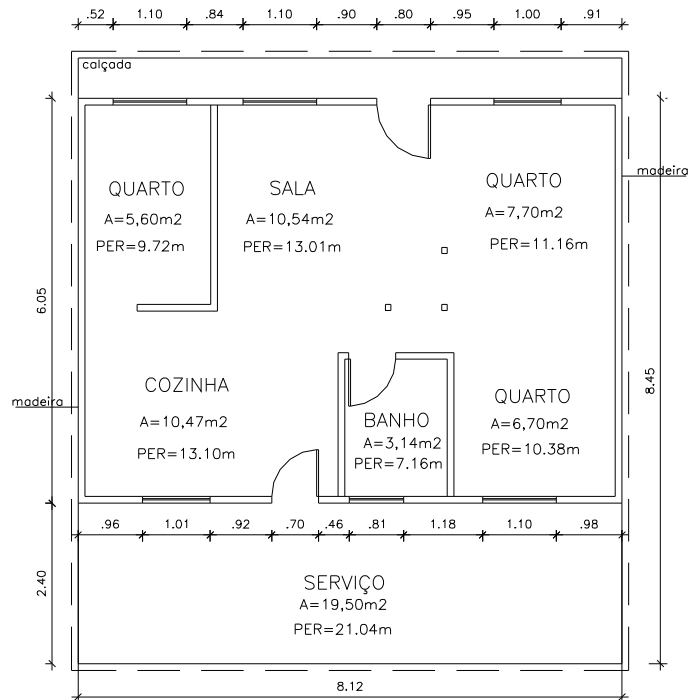 .52 1.10 .84 1.10 .90 .80 .95 1.00 .91
calçada
madeira
QUARTO
A=5,60m2
PER=9.72m
SALA
A=10,54m2
PER=13.01m
QUARTO
A=7,70m2
PER=11.16m
6.05
8.45
madeira
COZINHA
A=10,47m2
PER=13.10m
BANHO
A=3,14m2
PER=7.16m
QUARTO
A=6,70m2
PER=10.38m
.96 1.01 .92 .70 .46 .81 1.18 1.10 .98
2.40
SERVIÇO
A=19,50m2
PER=21.04m
8.12